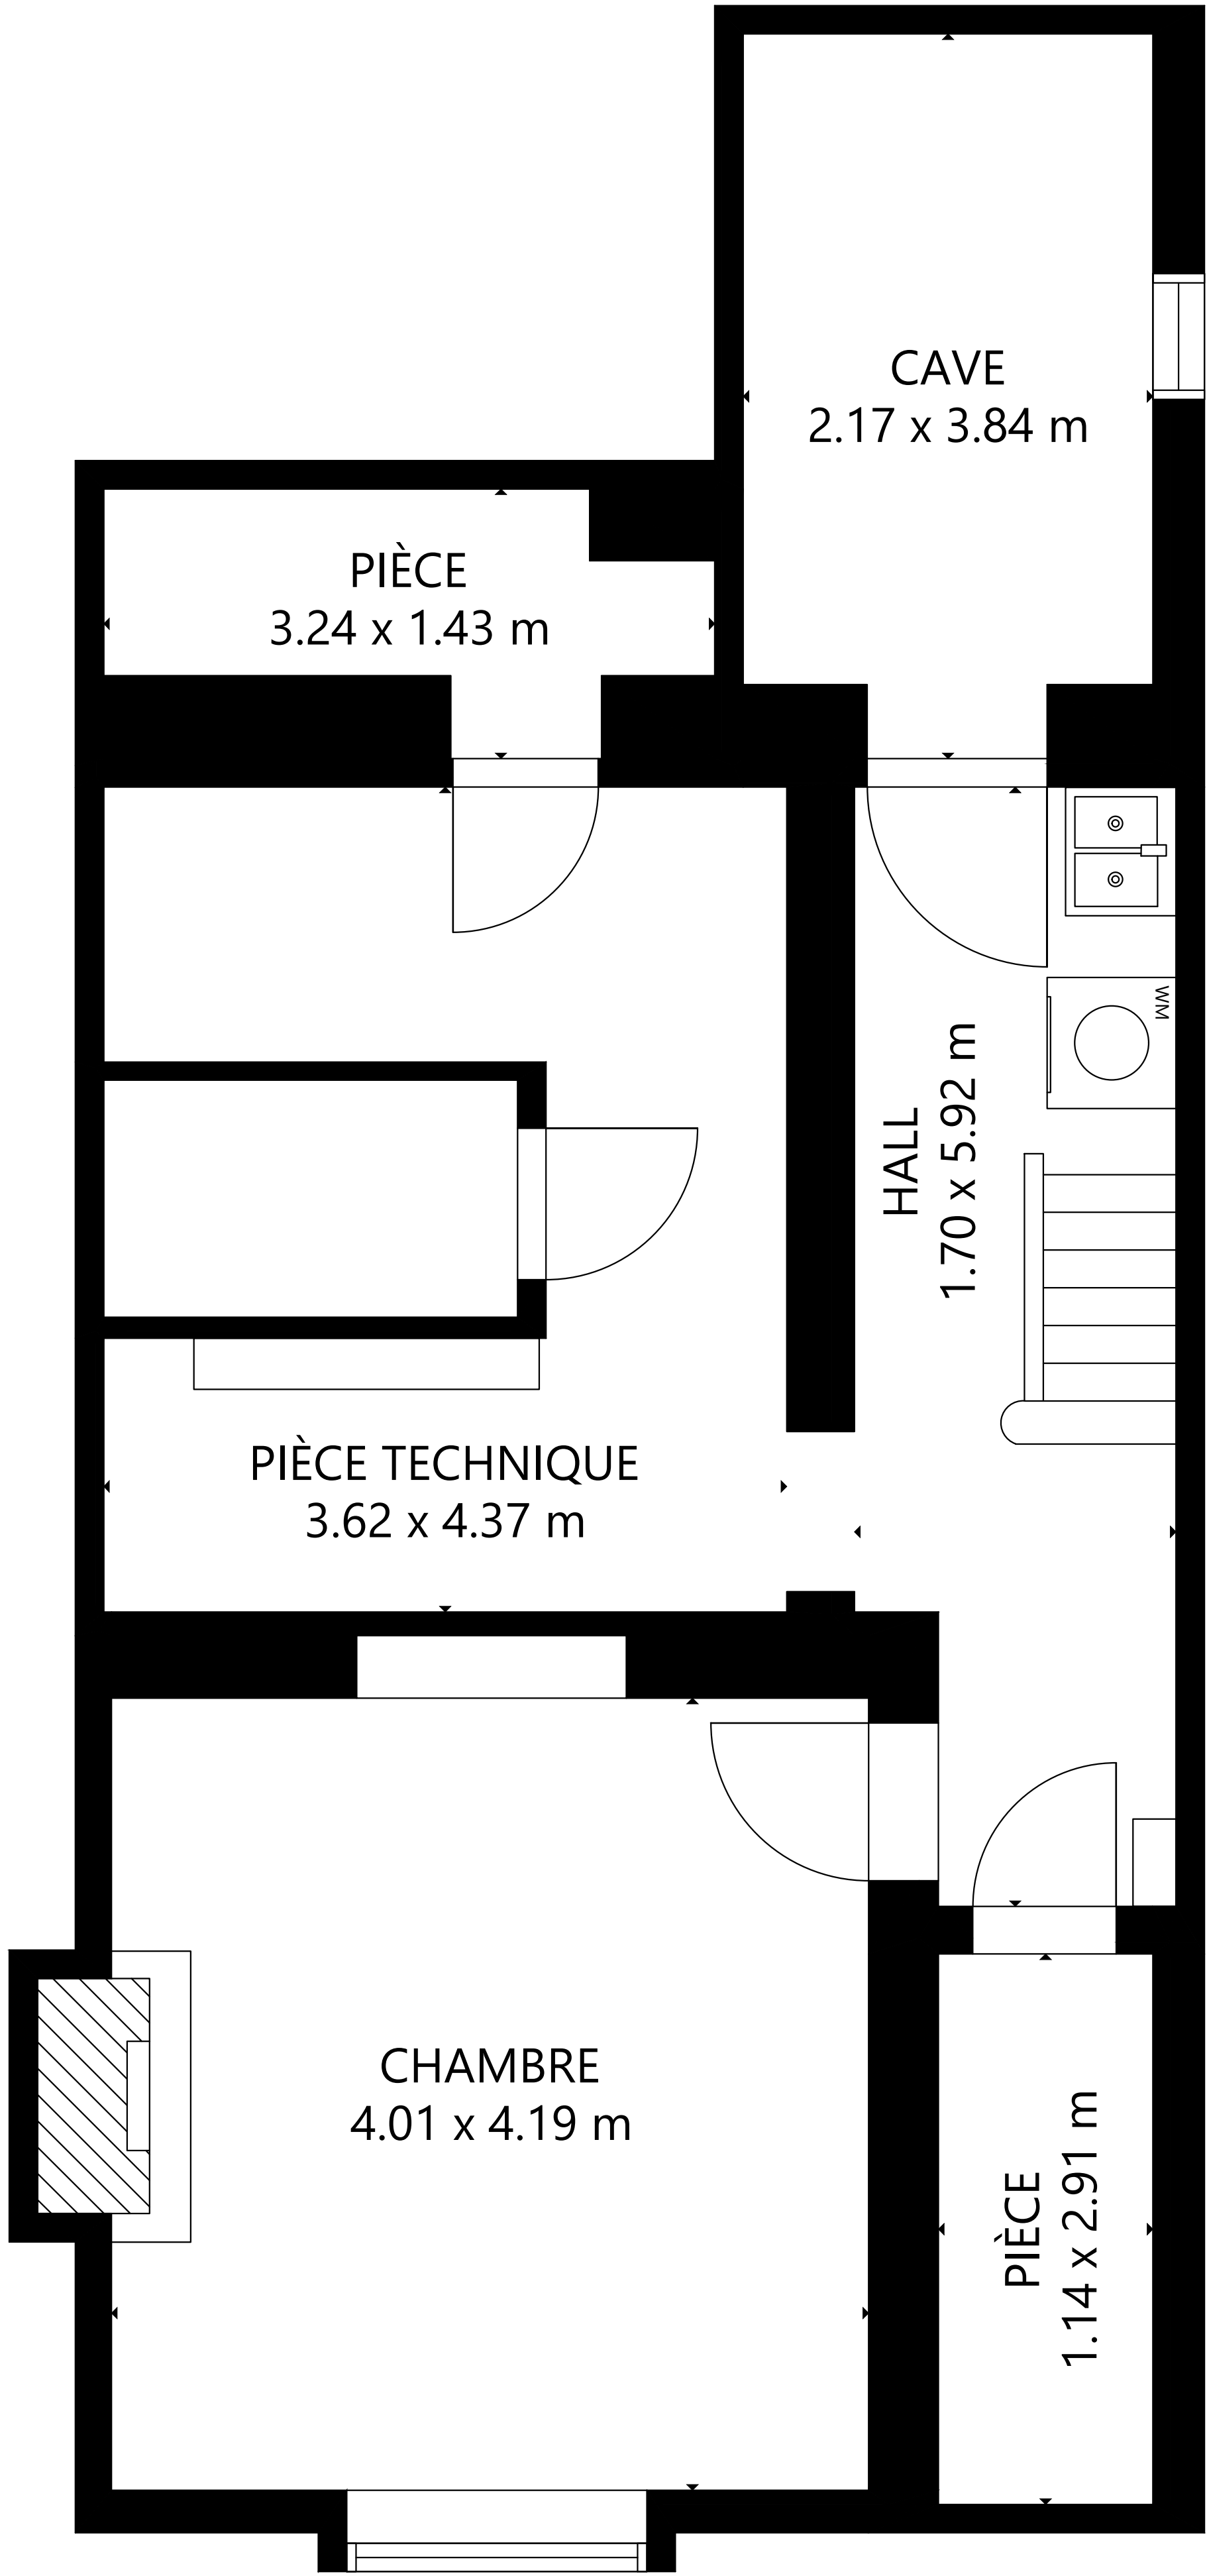 CAVE
2.17 x 3.84 m
PIÈCE
3.24 x 1.43 m
WM
HALL
1.70 x 5.92 m
PIÈCE TECHNIQUE
3.62 x 4.37 m
CHAMBRE
4.01 x 4.19 m
PIÈCE
1.14 x 2.91 m